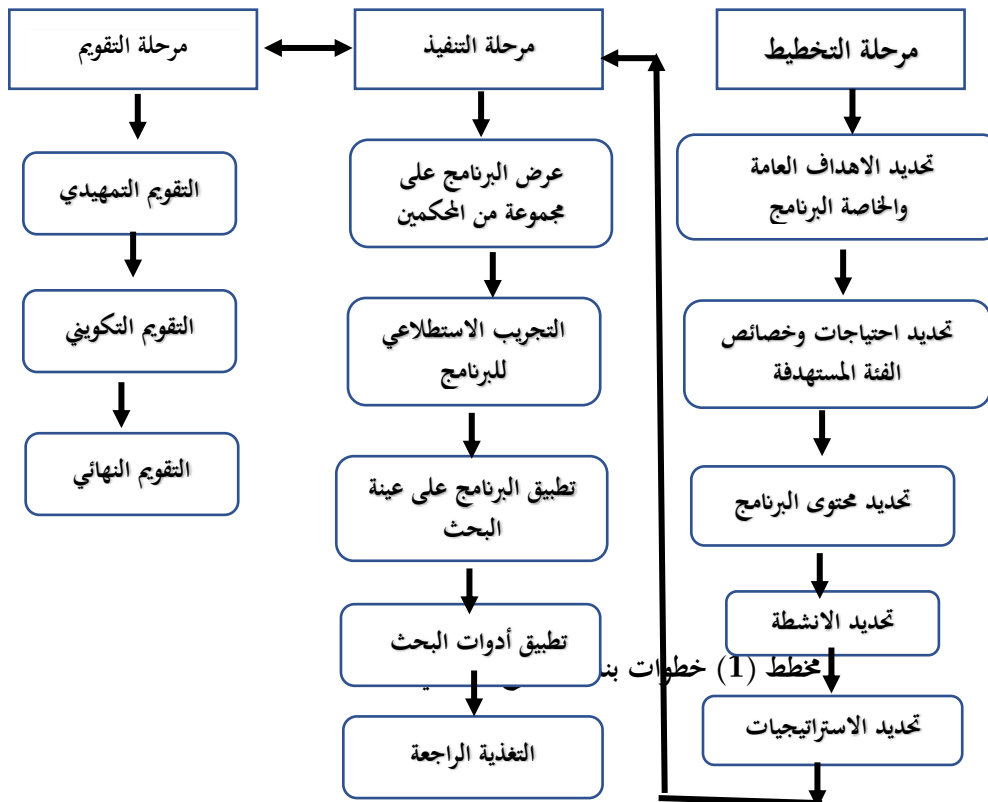 مرحلة التخطيط
تحديد الاهداف العامة
والخاصة البرنامج
تحديد احتياجات وخصائص
الفئة المستهدفة
تحديد محتوى البرنامج
تحديد الانشطة
تحديد الاستراتيجيات
مرحلة التنفيذ
عرض البرنامج على
مجموعة من المحكمين
التجريب الاستطلاعي
للبرنامج
تطبيق البرنامج على عينة
البحث
تطبيق أدوات البحث
التغذية الراجعة
مرحلة التقويم
التقويم التمهيدي
التقويم التكويني
التقويم النهائي
مخطط (1) خطوات